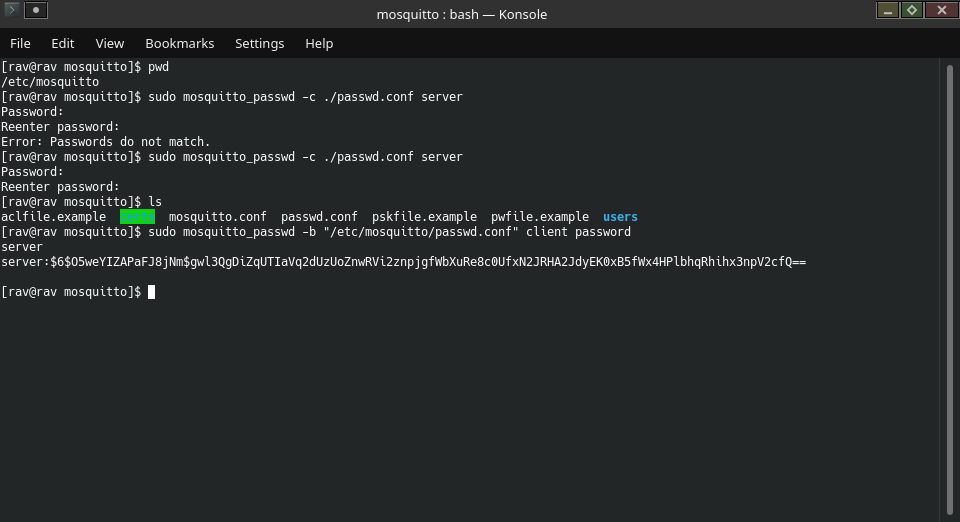 mosquitto : bash — Konsole
File Edit View Bookmarks Settings Help
[rav@rav mosquitto]$ pwd
/etc/mosquitto
[rav@rav mosquitto]$ sudo mosquitto_passwd -c ./passwd.conf server
Password:
Reenter password:
Error: Passwords do not match.
[rav@rav mosquitto]$ sudo mosquitto_passwd -c ./passwd.conf server
Password:
Reenter password:
[rav@rav mosquitto]$ ls
aclfile.example certs mosquitto.conf passwd.conf pskfile.example pwfile.example users
[rav@rav mosquitto]$ sudo mosquitto_passwd -b "/etc/mosquitto/passwd.conf" client password
server
server:$6$O5weYIZAPaFJ8jNm$gwl3QgDiZqUTIaVq2dUzUoZnwRVi2znpjgfWbXuRe8c0UfxN2JRHA2JdyEK0xB5fWx4HPlbhqRhihx3npV2cfQ==
[rav@rav mosquitto]$